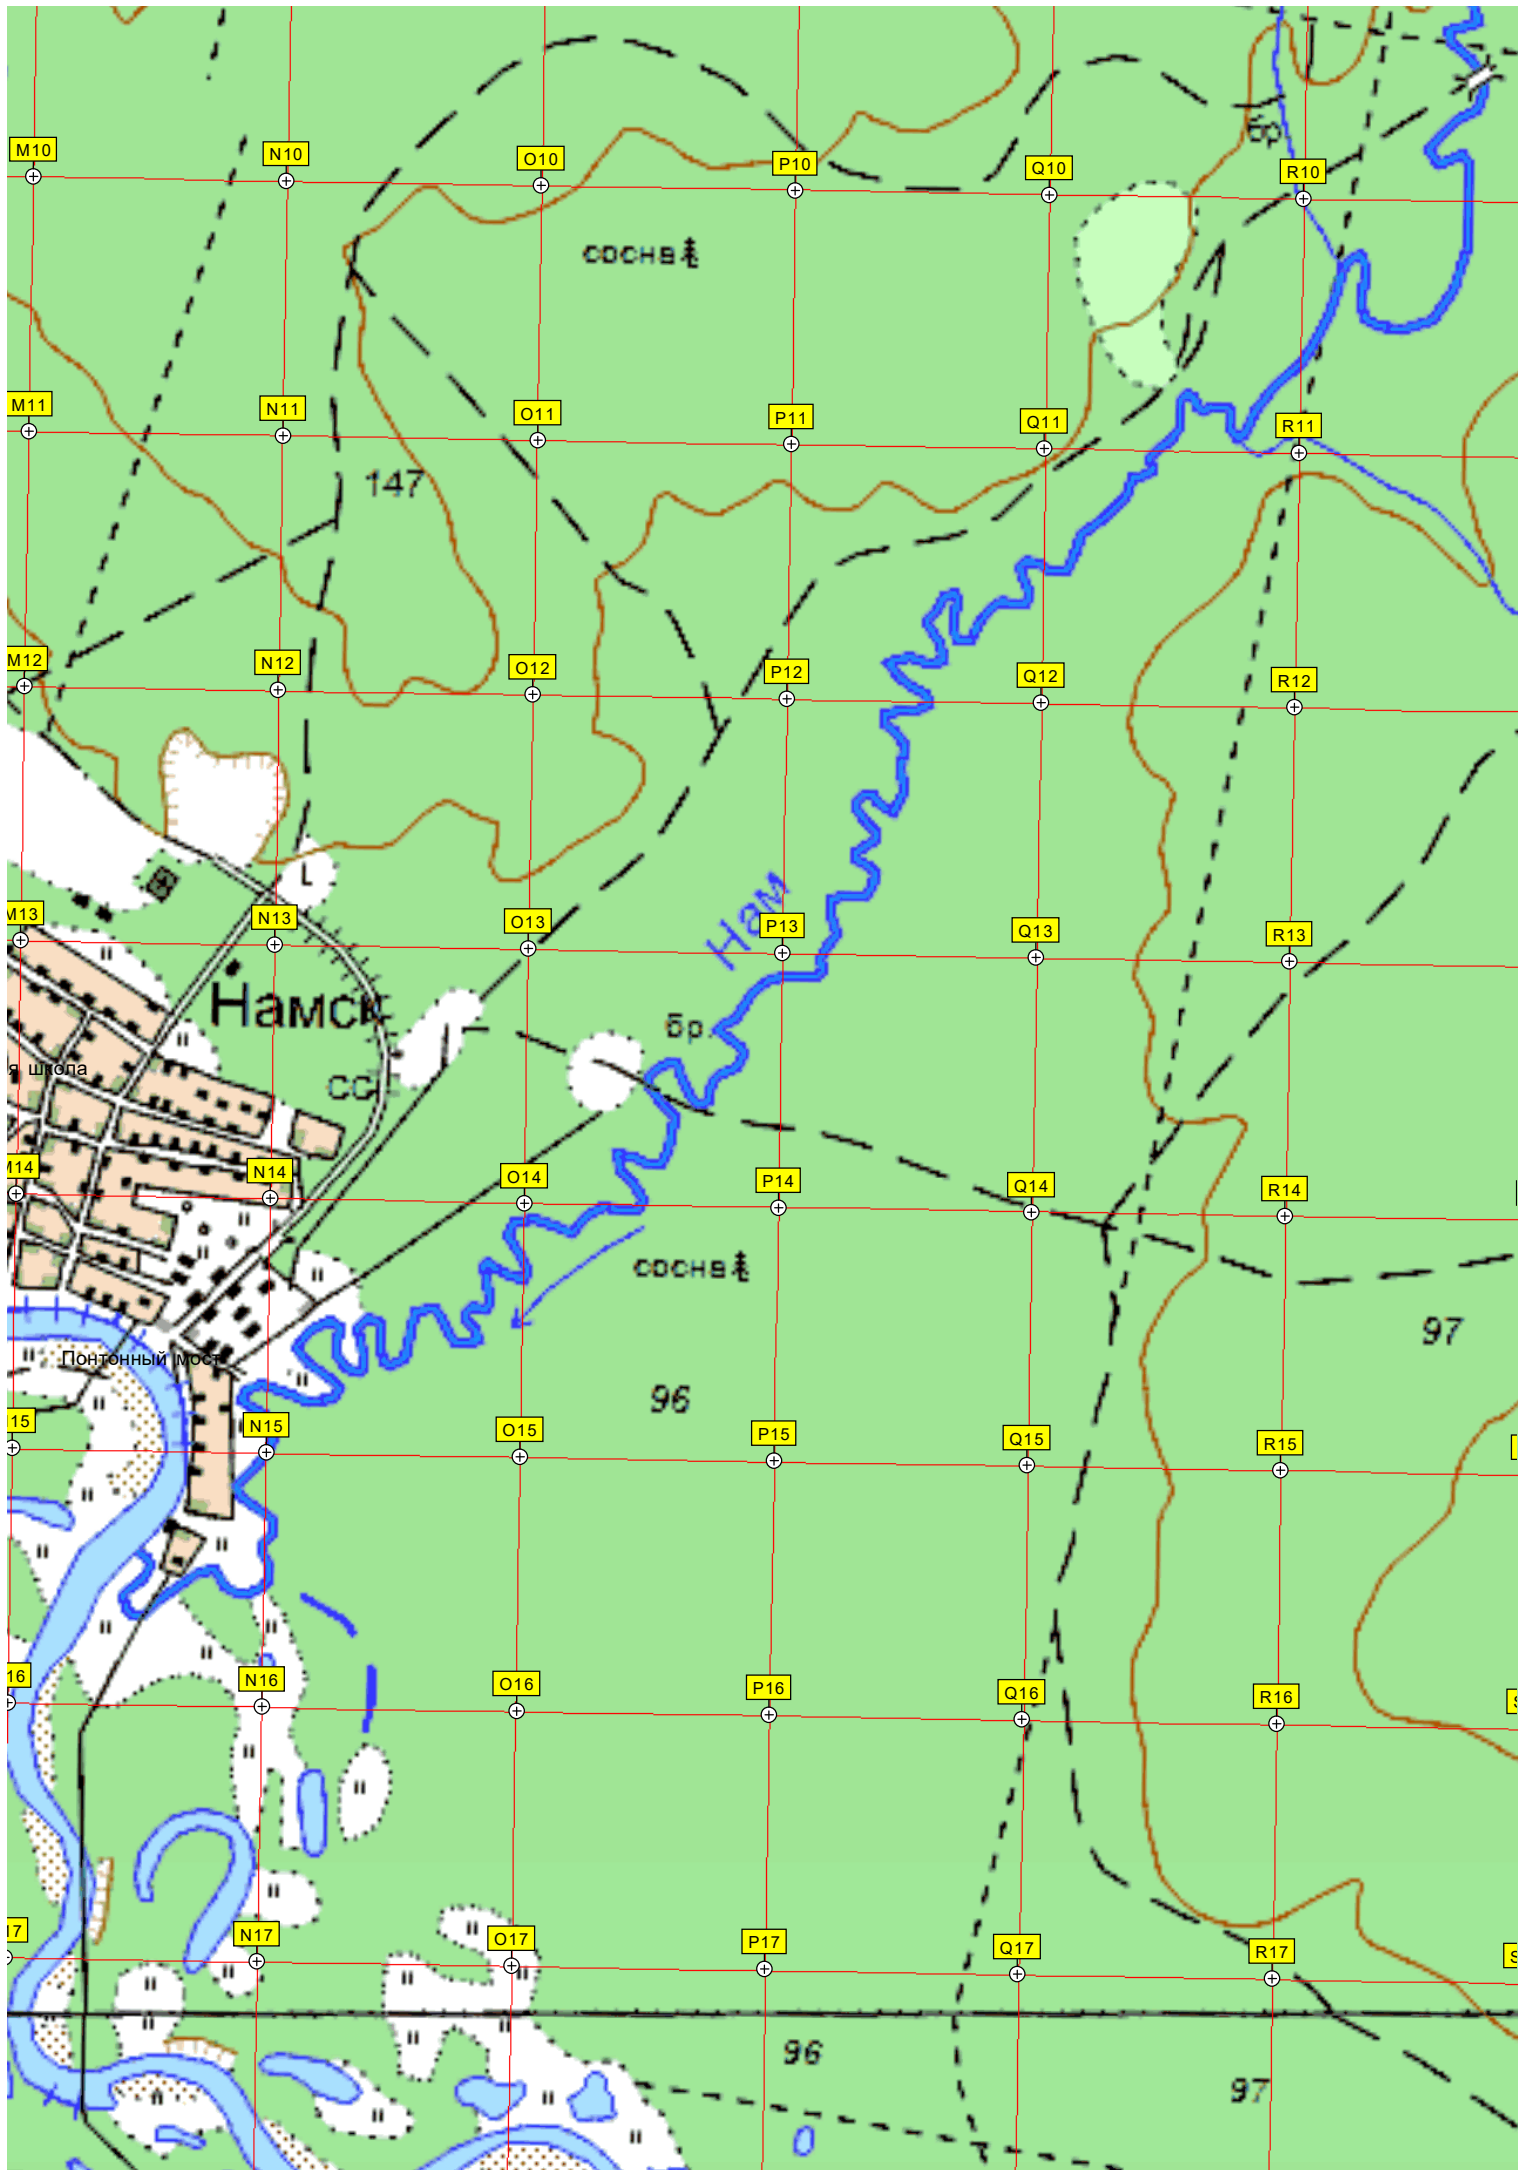 бр.
M10 N10 O10 P10 Q10 R10
сосна
M11 N11 O11 P11 Q11 R11
147
M12 N12 O12 P12 Q12 R12
L
Нам
M13 N13 O13 P13 Q13 R13
Намск
бр.
я школа
СС
M14 N14 O14 P14 Q14 R14
сосна
97
Понтонный мост
96
15 N15 O15 P15 Q15 R15
16 N16 O16 P16 Q16 R16 S
17 N17 O17 P17 Q17 R17 S
96
97